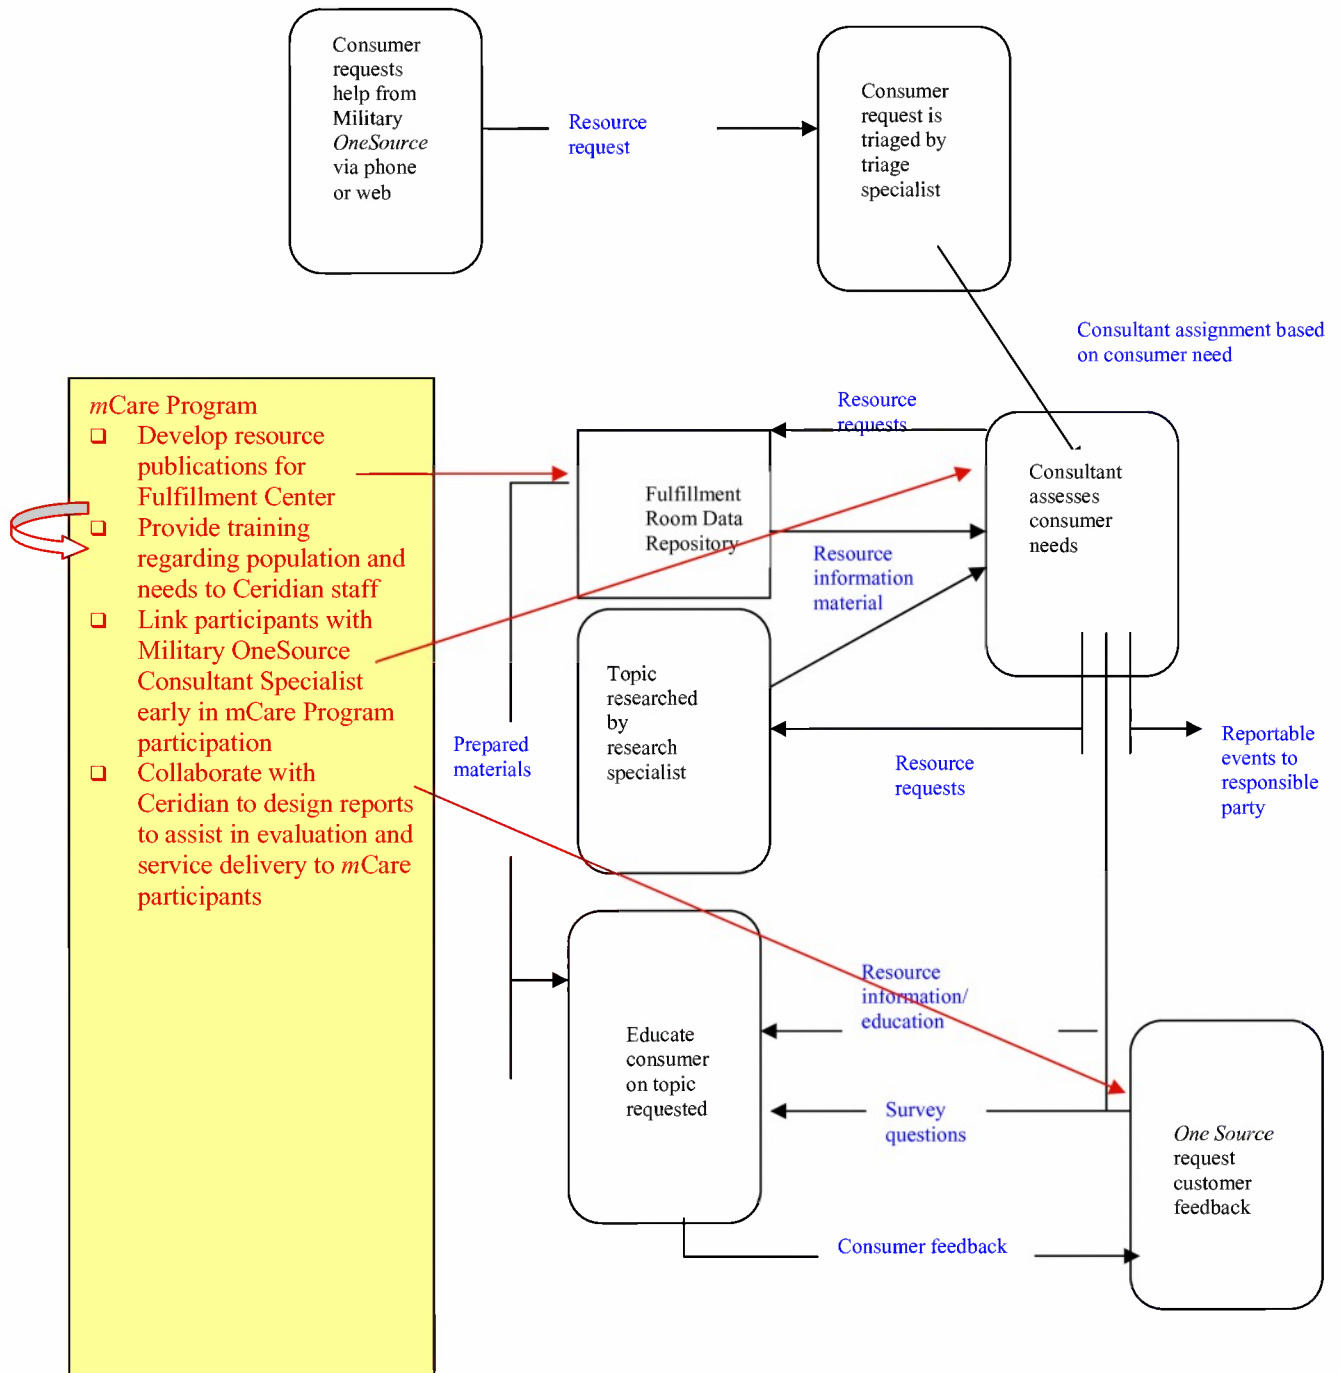 Consumer
requests
help from
Military
OneSource
via phone
or web
Resource
request
Consumer
request is
triaged by
triage
specialist
Consultant assignment based
on consumer need
mCare Program
Develop resource
publications for
Fulfillment Center
Provide training
regarding population and
needs to Ceridian staff
Link participants with
Military OneSource
Consultant Specialist
early in mCare Program
participation
Collaborate with
Ceridian to design reports
to assist in evaluation and
service delivery to mCare
participants
Resource
requests
Fulfillment
Room Data
Repository
Resource
information
material
Consultant
assesses
consumer
needs
Topic
researched
by
research
specialist
Prepared
materials
Resource
requests
Reportable
events to
responsible
party
Resource
information/
education
Educate
consumer
on topic
requested
Survey
questions
One Source
request
customer
feedback
Consumer feedback